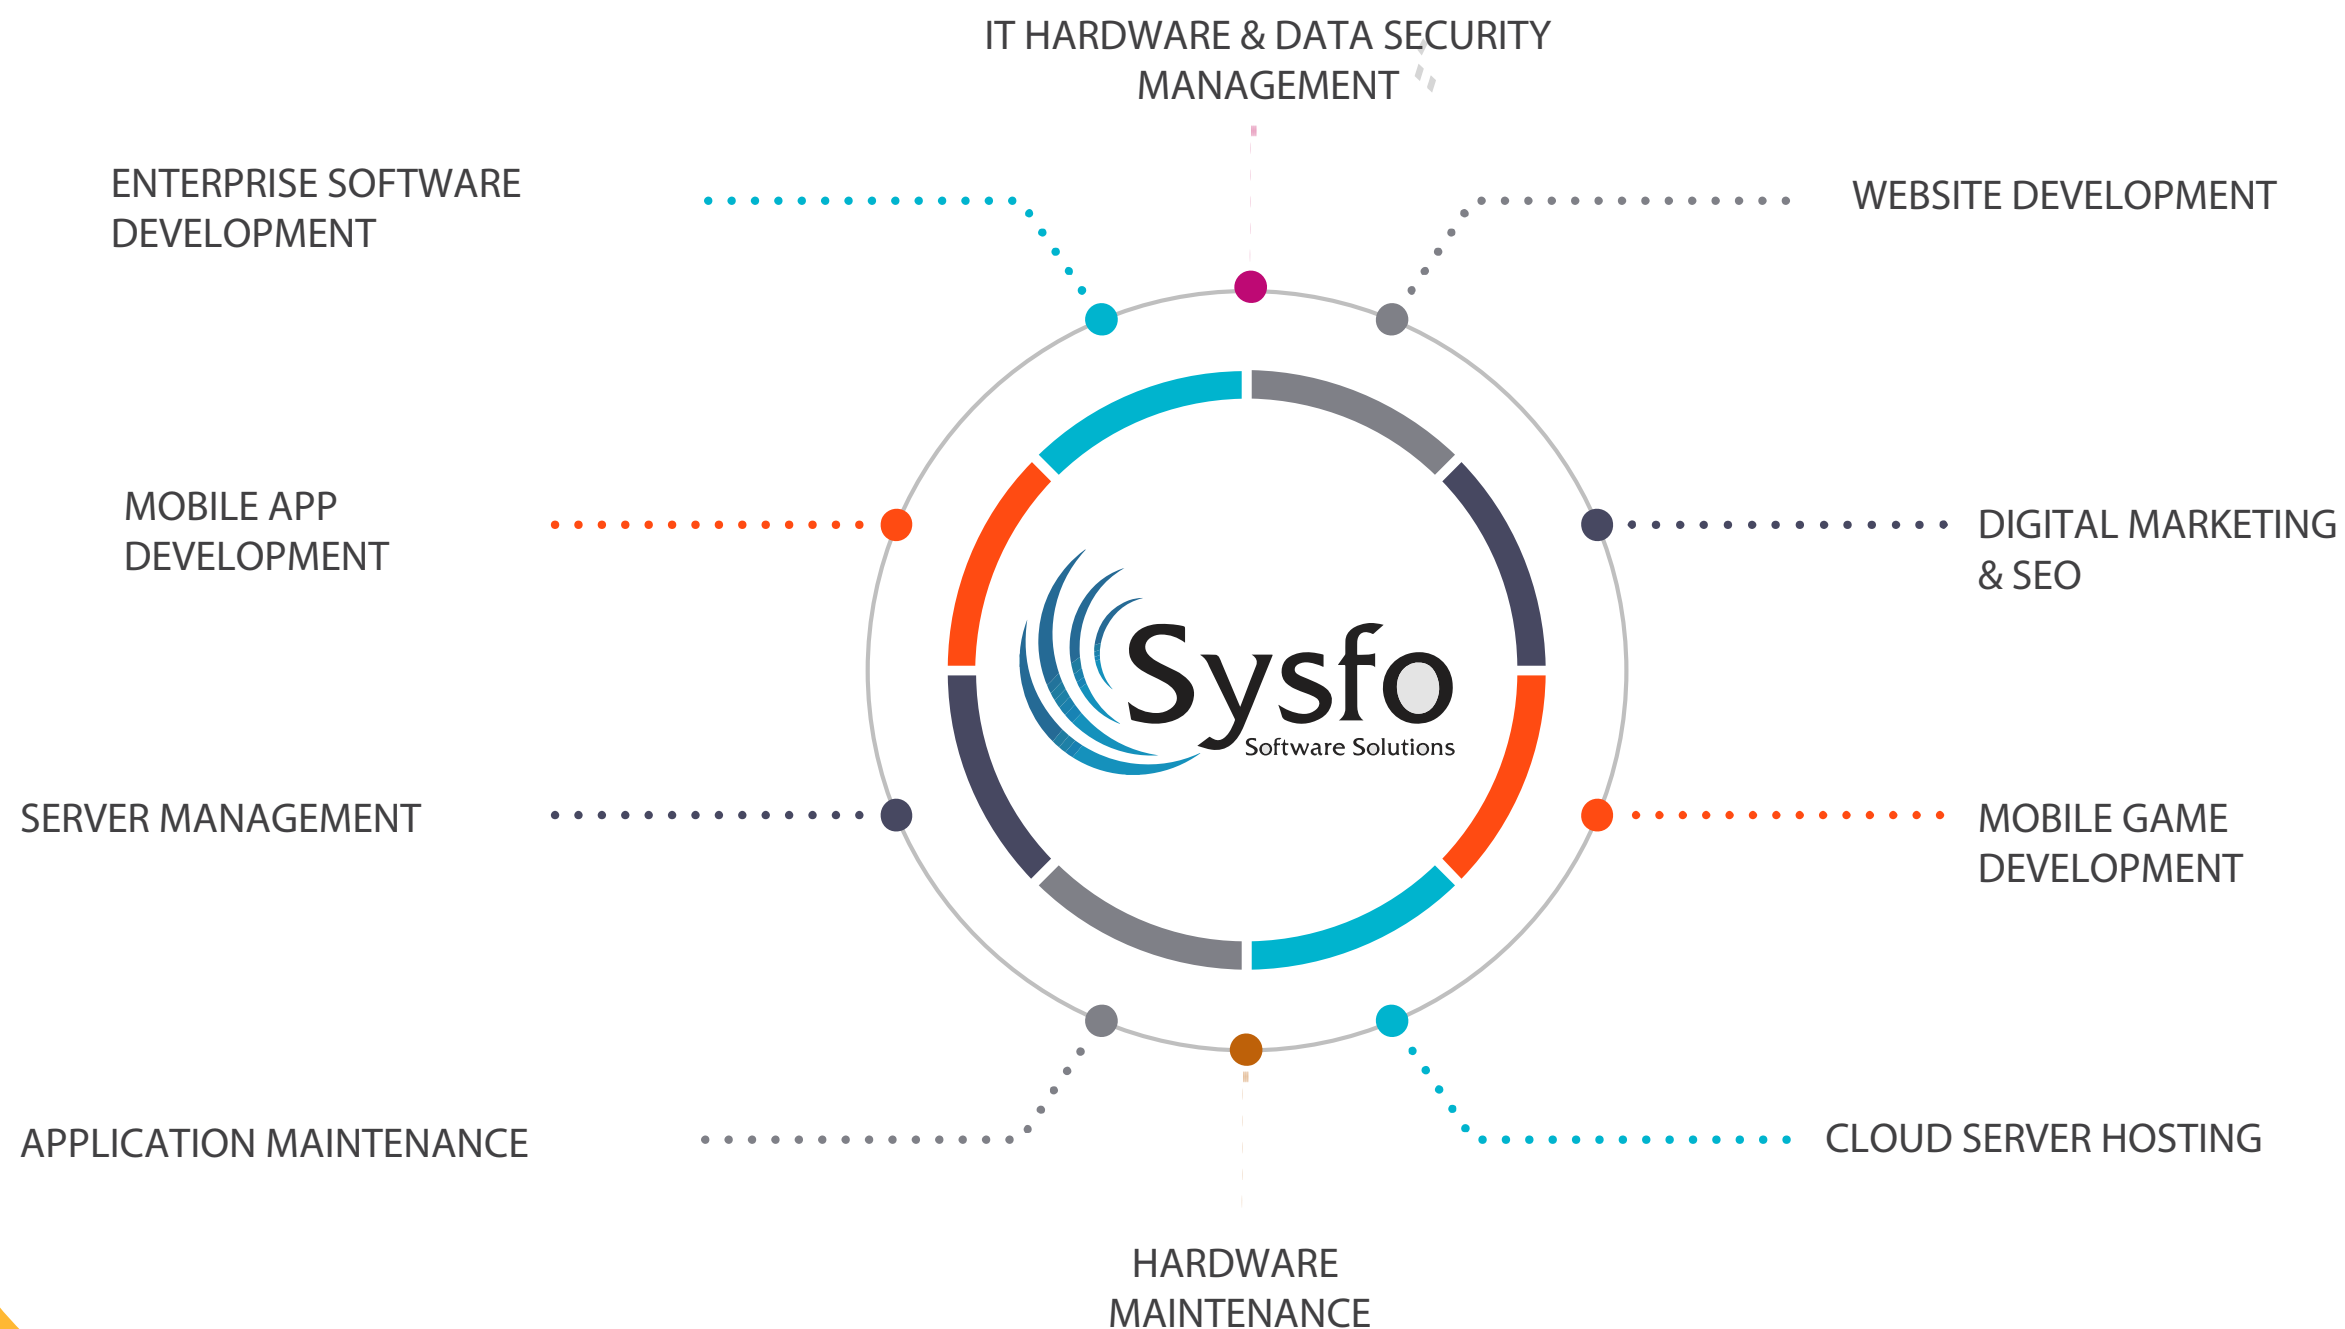 IT HARDWARE & DATA SECURITY
MANAGEMENT
ENTERPRISE SOFTWARE
DEVELOPMENT
WEBSITE DEVELOPMENT
MOBILE APP
DEVELOPMENT
DIGITAL MARKETING
& SEO
Sysfo
Software Solutions
SERVER MANAGEMENT
MOBILE GAME
DEVELOPMENT
APPLICATION MAINTENANCE
CLOUD SERVER HOSTING
HARDWARE
MAINTENANCE